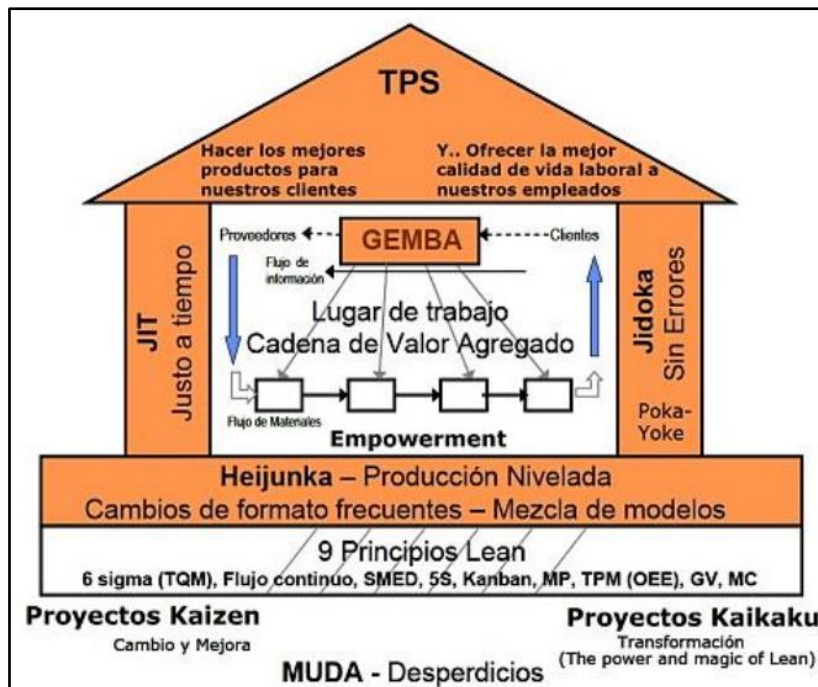 TPS
Hacer los mejores
productos para
nuestros clientes
Y.. Ofrecer la mejor
calidad de vida laboral a
nuestros empleados
Proveedores
GEMBA
Clientes
Flujo de
información
JIT
Justo a tiempo
Lugar de trabajo
Cadena de Valor Agregado
Flujo de Materiales
Empowerment
Jidoka
Sin Errores
Poka-
Yoke
Heijunka – Producción Nivelada
Cambios de formato frecuentes – Mezcla de modelos
9 Principios Lean
6 sigma (TQM), Flujo continuo, SMED, 5S, Kanban, MP, TPM (OEE), GV, MC
Proyectos Kaizen
Cambio y Mejora
Proyectos Kaikaku
Transformación
(The power and magic of Lean)
MUDA - Desperdicios